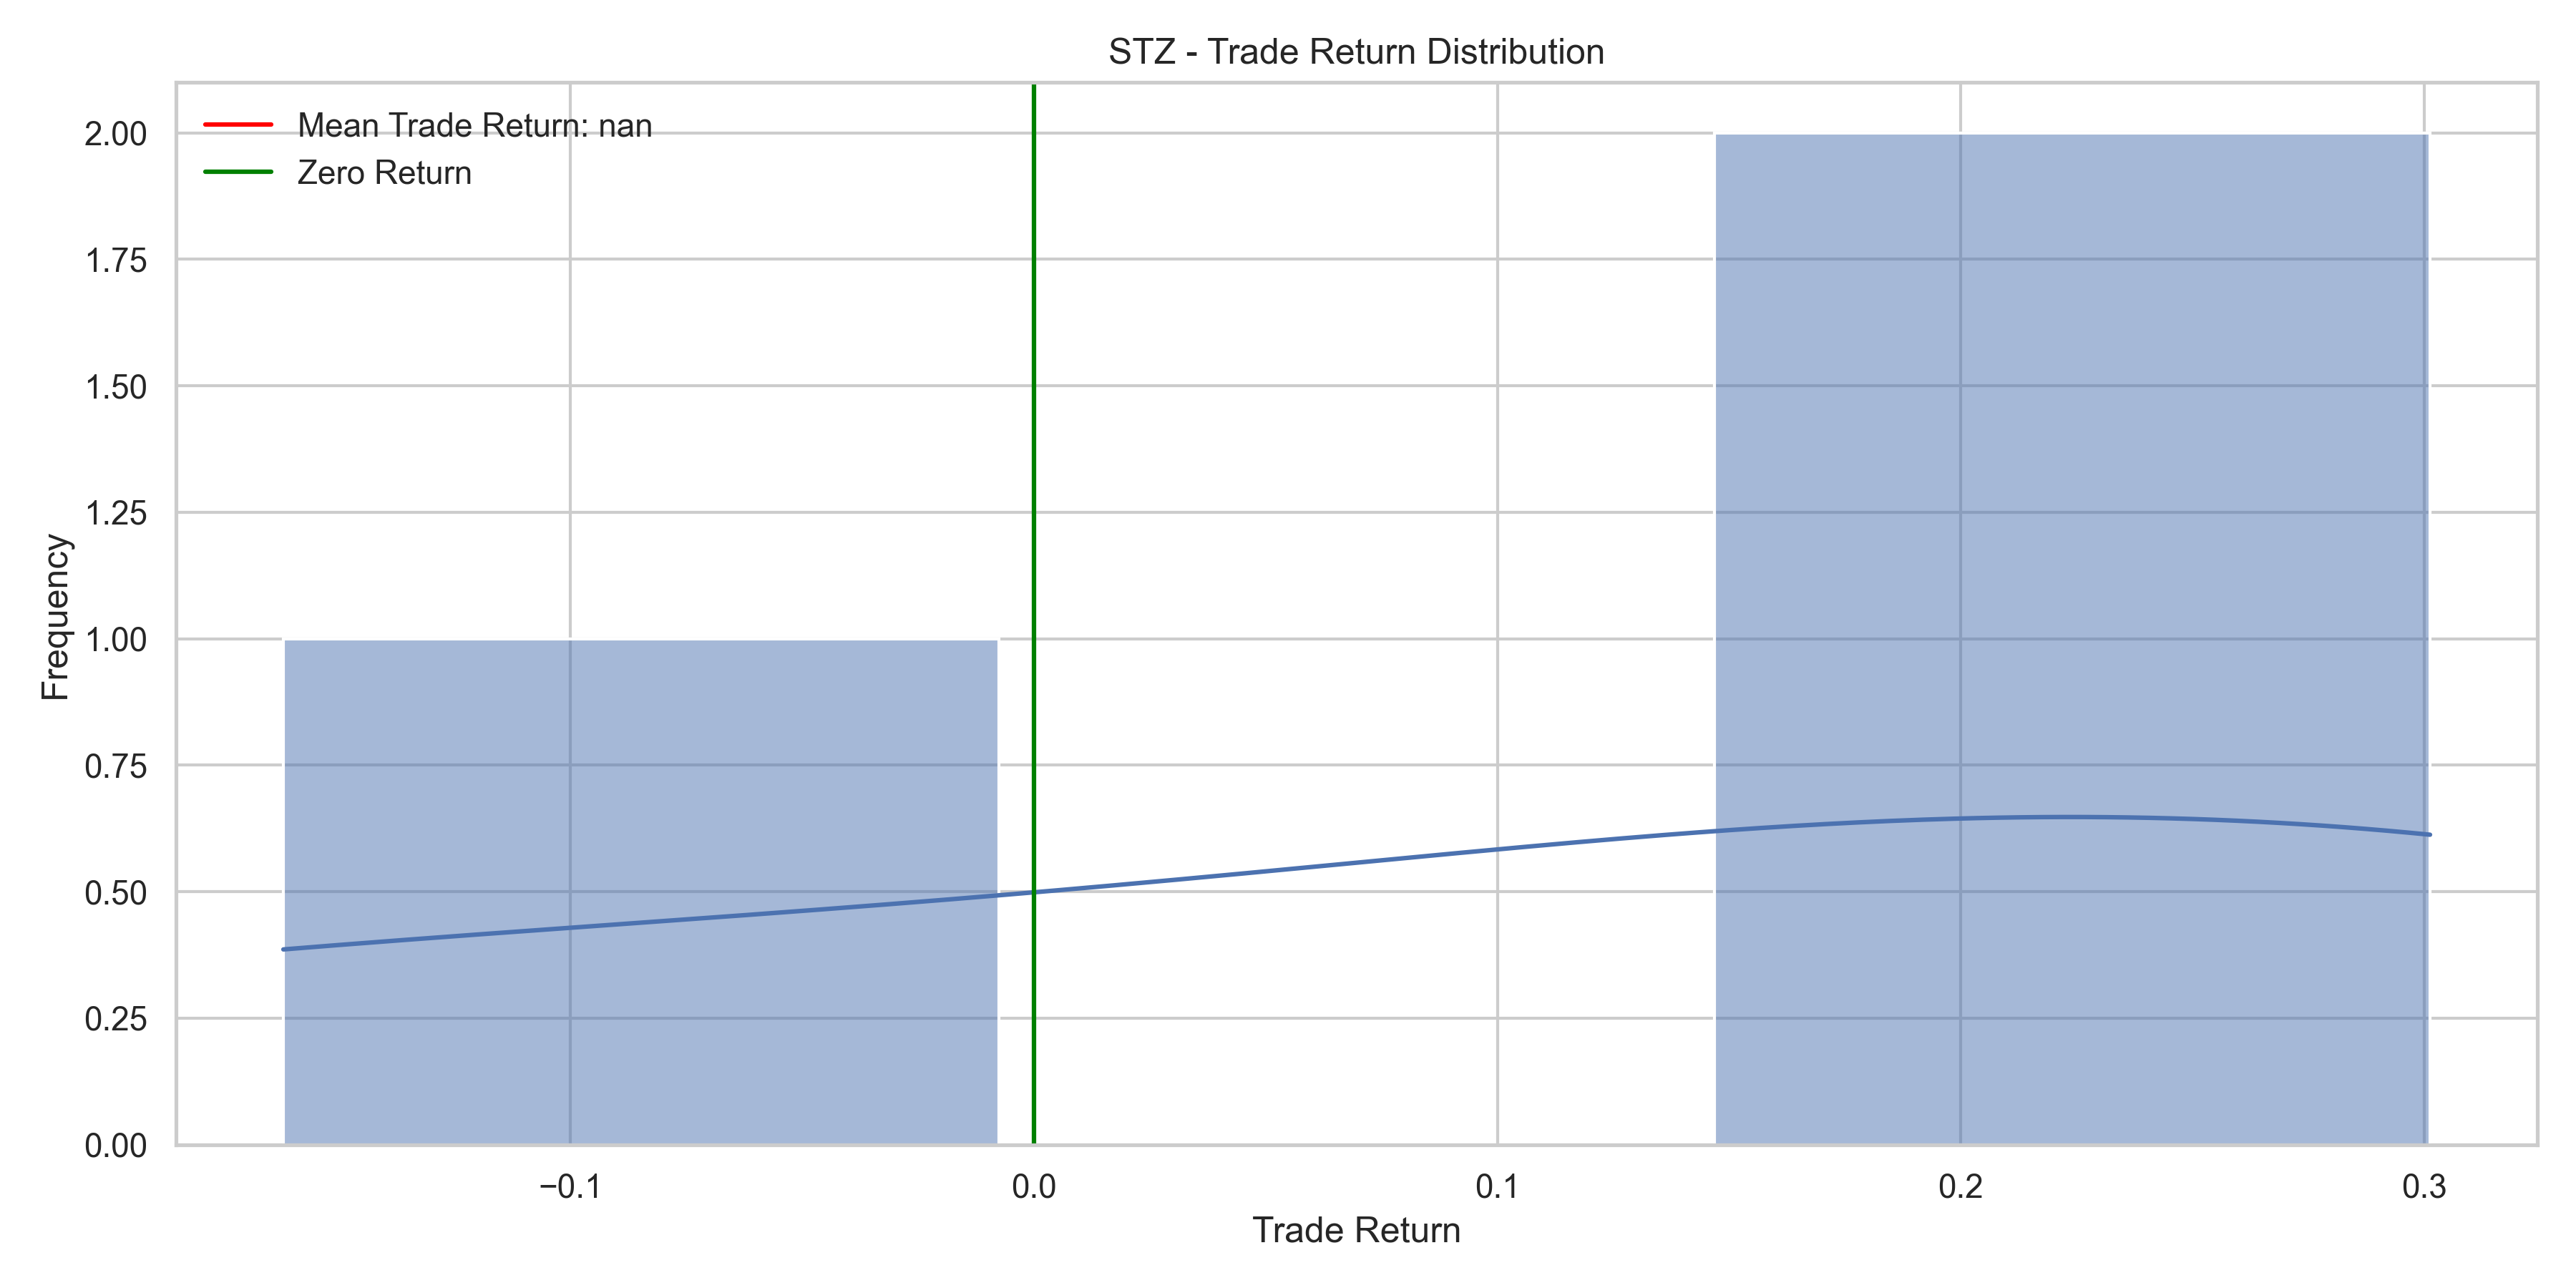 STZ - Trade Return Distribution
Mean Trade Return: nan
Zero Return
Frequency
2.00
1.75
1.50
1.25
1.00
0.75
0.50
0.25
0.00
−0.1
0.0
0.1
0.2
0.3
Trade Return